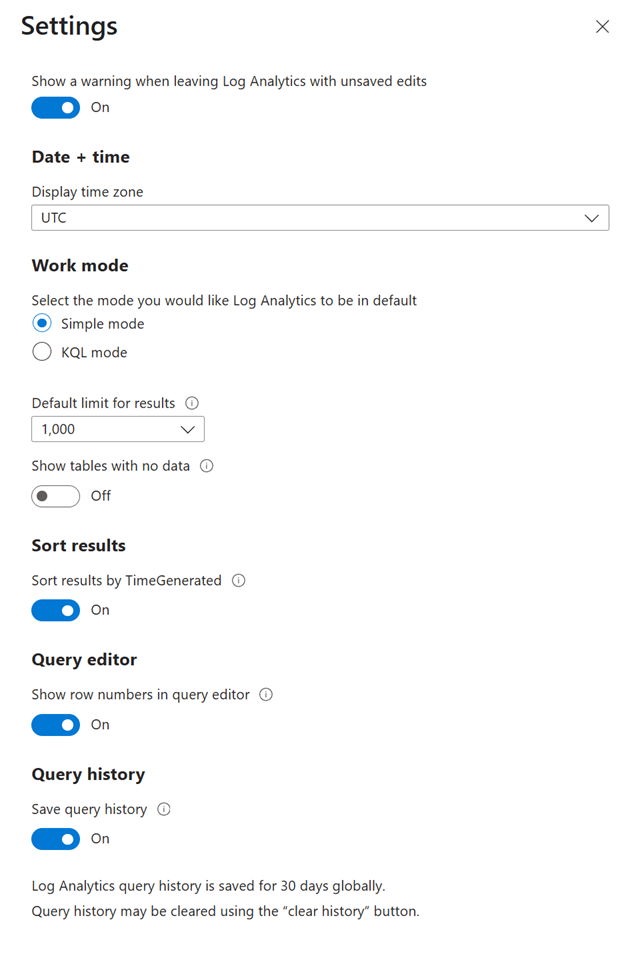 Settings
Show a warning when leaving Log Analytics with unsaved edits
On
Date + time
Display time zone
UTC
Work mode
Select the mode you would like Log Analytics to be in default
Simple mode
KQL mode
Default limit for results
1,000
Show tables with no data
Off
Sort results
Sort results by TimeGenerated
On
Query editor
Show row numbers in query editor
On
Query history
Save query history
On
Log Analytics query history is saved for 30 days globally.
Query history may be cleared using the “clear history” button.